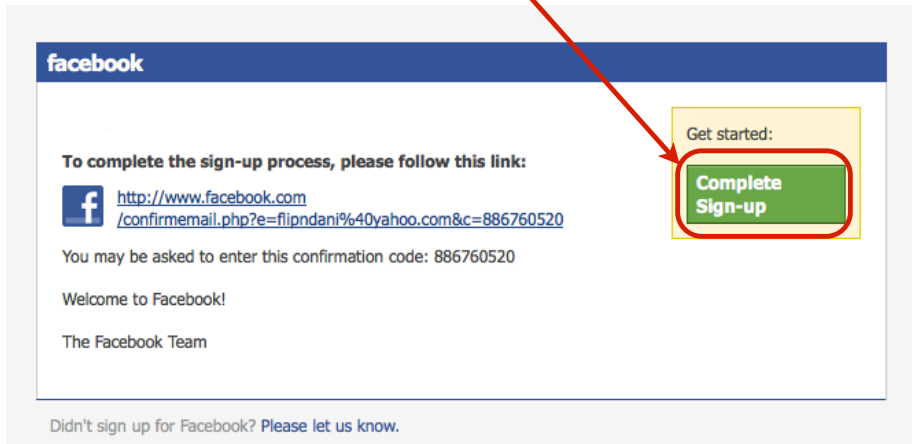 facebook
Get started:
To complete the sign-up process, please follow this link:
Complete
Sign-up
http://www.facebook.com
/confirmemail.php?e=flipndani%40yahoo.com&c=886760520
You may be asked to enter this confirmation code: 886760520
Welcome to Facebook!
The Facebook Team
Didn't sign up for Facebook? Please let us know.